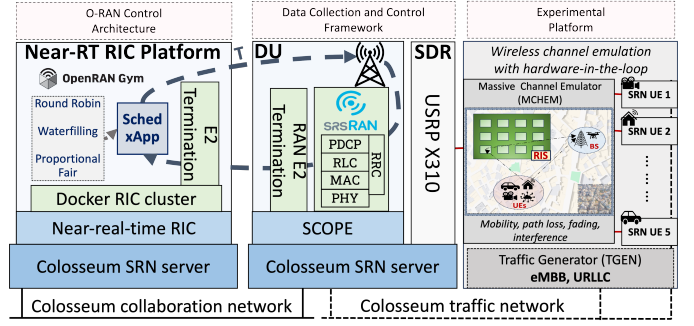 O-RAN Control
Architecture
Data Collection and Control
Framework
Experimental
Platform
Near-RT RIC Platform
OpenRAN Gym
Round Robin
Waterfilling
Proportional
Fair
Sched
xApp
E2
Termination
Docker RIC cluster
Near-real-time RIC
Colosseum SRN server
DU
RAN E2
Termination
srsRAN
PDCP
RLC
MAC
PHY
RRC
SCOPE
Colosseum SRN server
SDR
USRP X310
Wireless channel emulation
with hardware-in-the-loop
Massive Channel Emulator
(MCHEM)
RIS
BS
UEs
Mobility, path loss, fading,
interference
SRN UE 1
SRN UE 2
SRN UE 5
Traffic Generator (TGEN)
eMBB, URLLC
Colosseum collaboration network
Colosseum traffic network